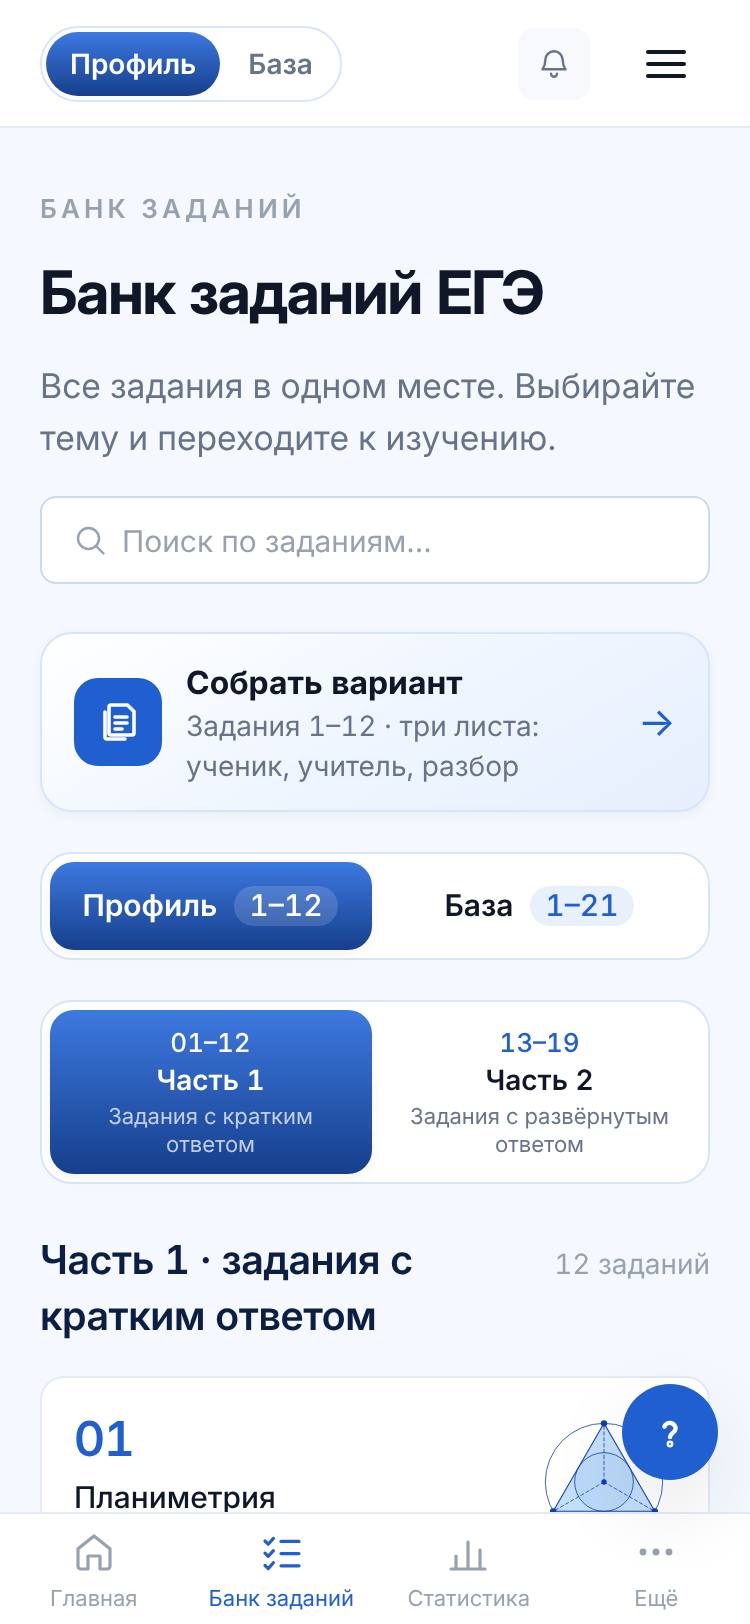 Профиль База
БАНК ЗАДАНИЙ
Банк заданий ЕГЭ
Все задания в одном месте. Выбирайте
тему и переходите к изучению.
Поиск по заданиям...
Собрать вариант
Задания 1–12 · три листа:
ученик, учитель, разбор
Профиль 1–12 База 1–21
01–12
Часть 1
Задания с кратким
ответом
13–19
Часть 2
Задания с развёрнутым
ответом
Часть 1 · задания с
кратким ответом
12 заданий
01
Планиметрия
?
Главная Банк заданий Статистика Ещё